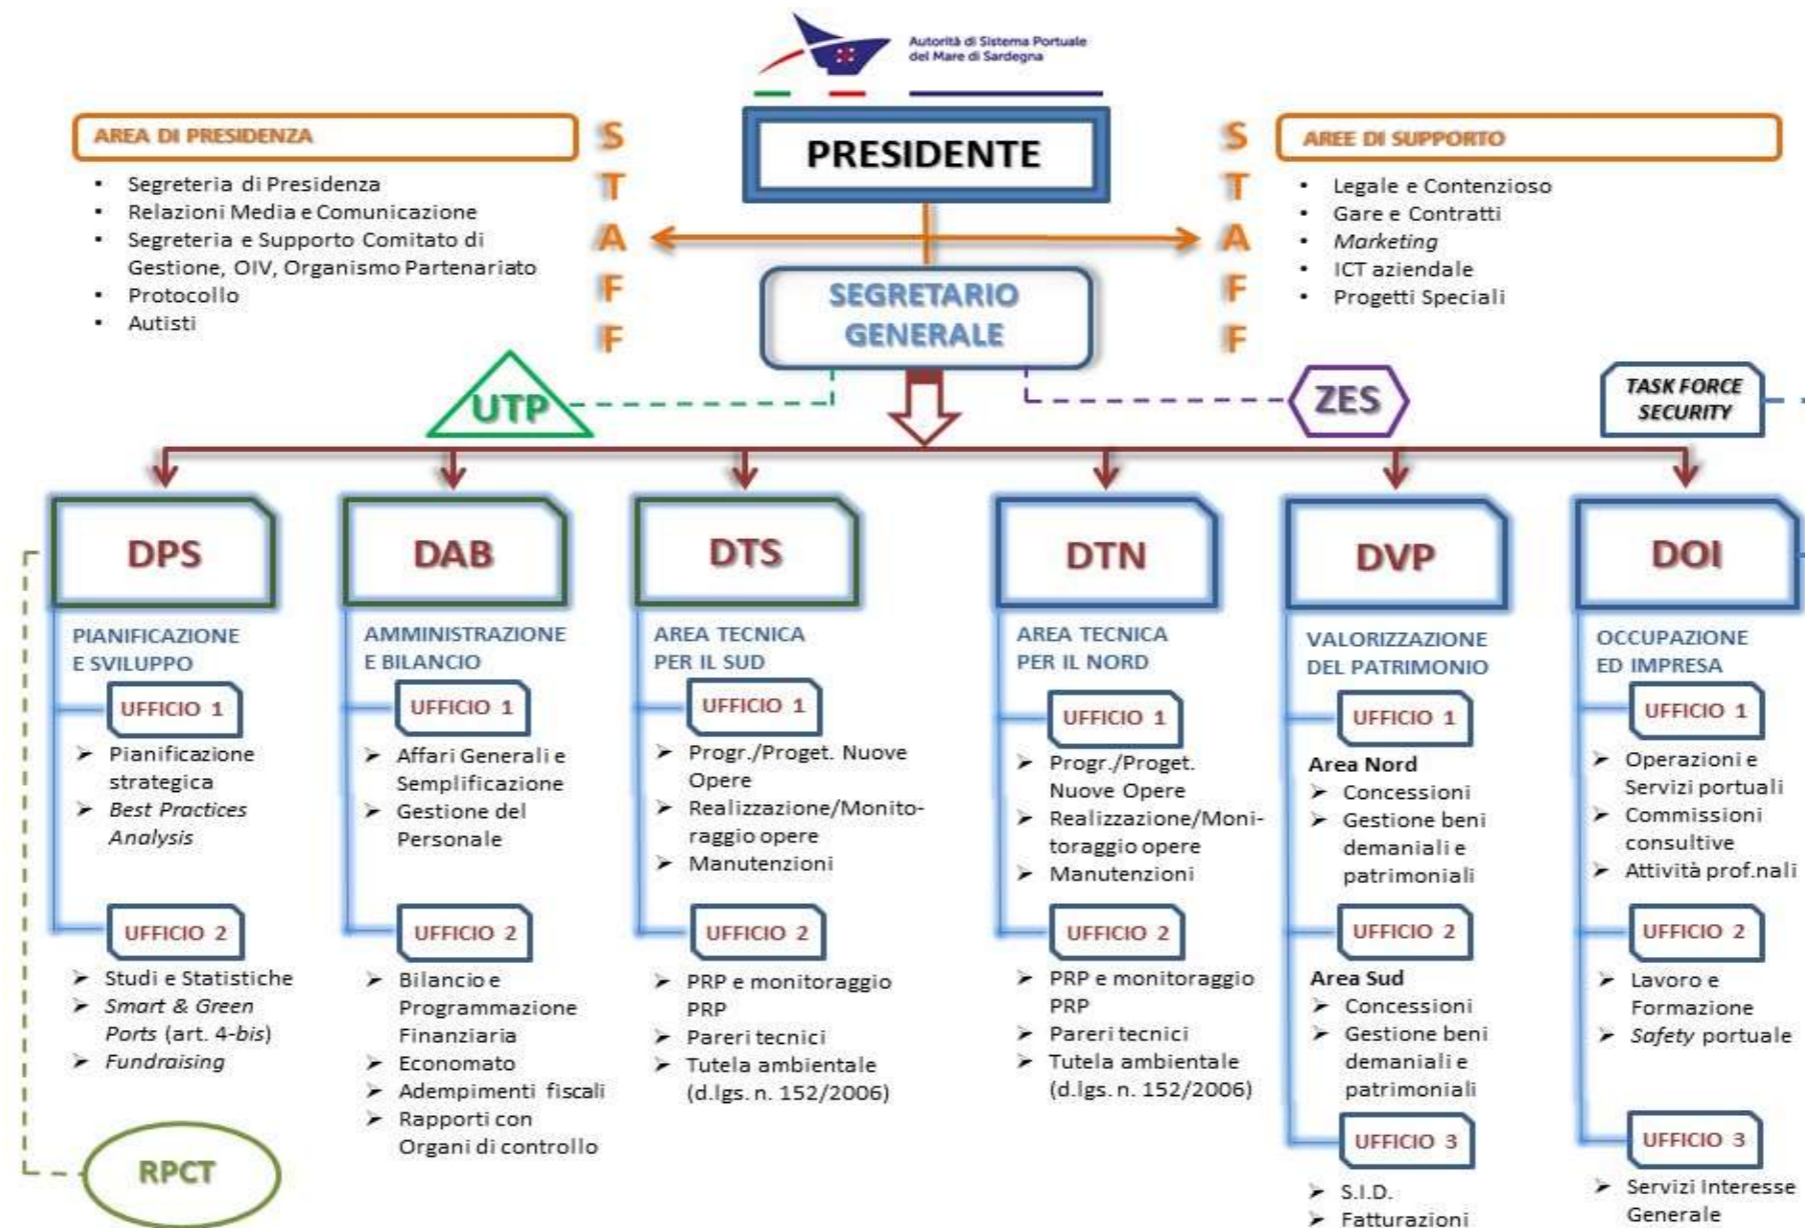 Autorità di Sistema Portuale
del Mare di Sardegna
AREA DI PRESIDENZA
• Segreteria di Presidenza
• Relazioni Media e Comunicazione
• Segreteria e Supporto Comitato di
Gestione, OIV, Organismo Partenariato
• Protocollo
• Autisti
S
T
A
F
F
PRESIDENTE
SEGRETARIO
GENERALE
S
T
A
F
F
AREE DI SUPPORTO
• Legale e Contenzioso
• Gare e Contratti
• Marketing
• ICT aziendale
• Progetti Speciali
UTP
ZES
TASK FORCE
SECURITY
DPS
PIANIFICAZIONE
E SVILUPPO
UFFICIO 1
➢ Pianificazione
strategica
➢ Best Practices
Analysis
UFFICIO 2
➢ Studi e Statistiche
➢ Smart & Green
Ports (art. 4-bis)
➢ Fundraising
RPCT
DAB
AMMINISTRAZIONE
E BILANCIO
UFFICIO 1
➢ Affari Generali e
Semplificazione
➢ Gestione del
Personale
UFFICIO 2
➢ Bilancio e
Programmazione
Finanziaria
➢ Economato
➢ Adempimenti fiscali
➢ Rapporti con
Organi di controllo
DTS
AREA TECNICA
PER IL SUD
UFFICIO 1
➢ Progr./Proget. Nuove
Opere
➢ Realizzazione/Monito-
raggio opere
➢ Manutenzioni
UFFICIO 2
➢ PRP e monitoraggio
PRP
➢ Pareri tecnici
➢ Tutela ambientale
(d.lgs. n. 152/2006)
DTN
AREA TECNICA
PER IL NORD
UFFICIO 1
➢ Progr./Proget.
Nuove Opere
➢ Realizzazione/Moni-
toraggio opere
➢ Manutenzioni
UFFICIO 2
➢ PRP e monitoraggio
PRP
➢ Pareri tecnici
➢ Tutela ambientale
(d.lgs. n. 152/2006)
DVP
VALORIZZAZIONE
DEL PATRIMONIO
UFFICIO 1
Area Nord
➢ Concessioni
➢ Gestione beni
demaniali e
patrimoniali
UFFICIO 2
Area Sud
➢ Concessioni
➢ Gestione beni
demaniali e
patrimoniali
UFFICIO 3
➢ S.I.D.
➢ Fatturazioni
DOI
OCCUPAZIONE
ED IMPRESA
UFFICIO 1
➢ Operazioni e
Servizi portuali
➢ Commissioni
consultive
➢ Attività prof.nali
UFFICIO 2
➢ Lavoro e
Formazione
➢ Safety portuale
UFFICIO 3
➢ Servizi Interesse
Generale